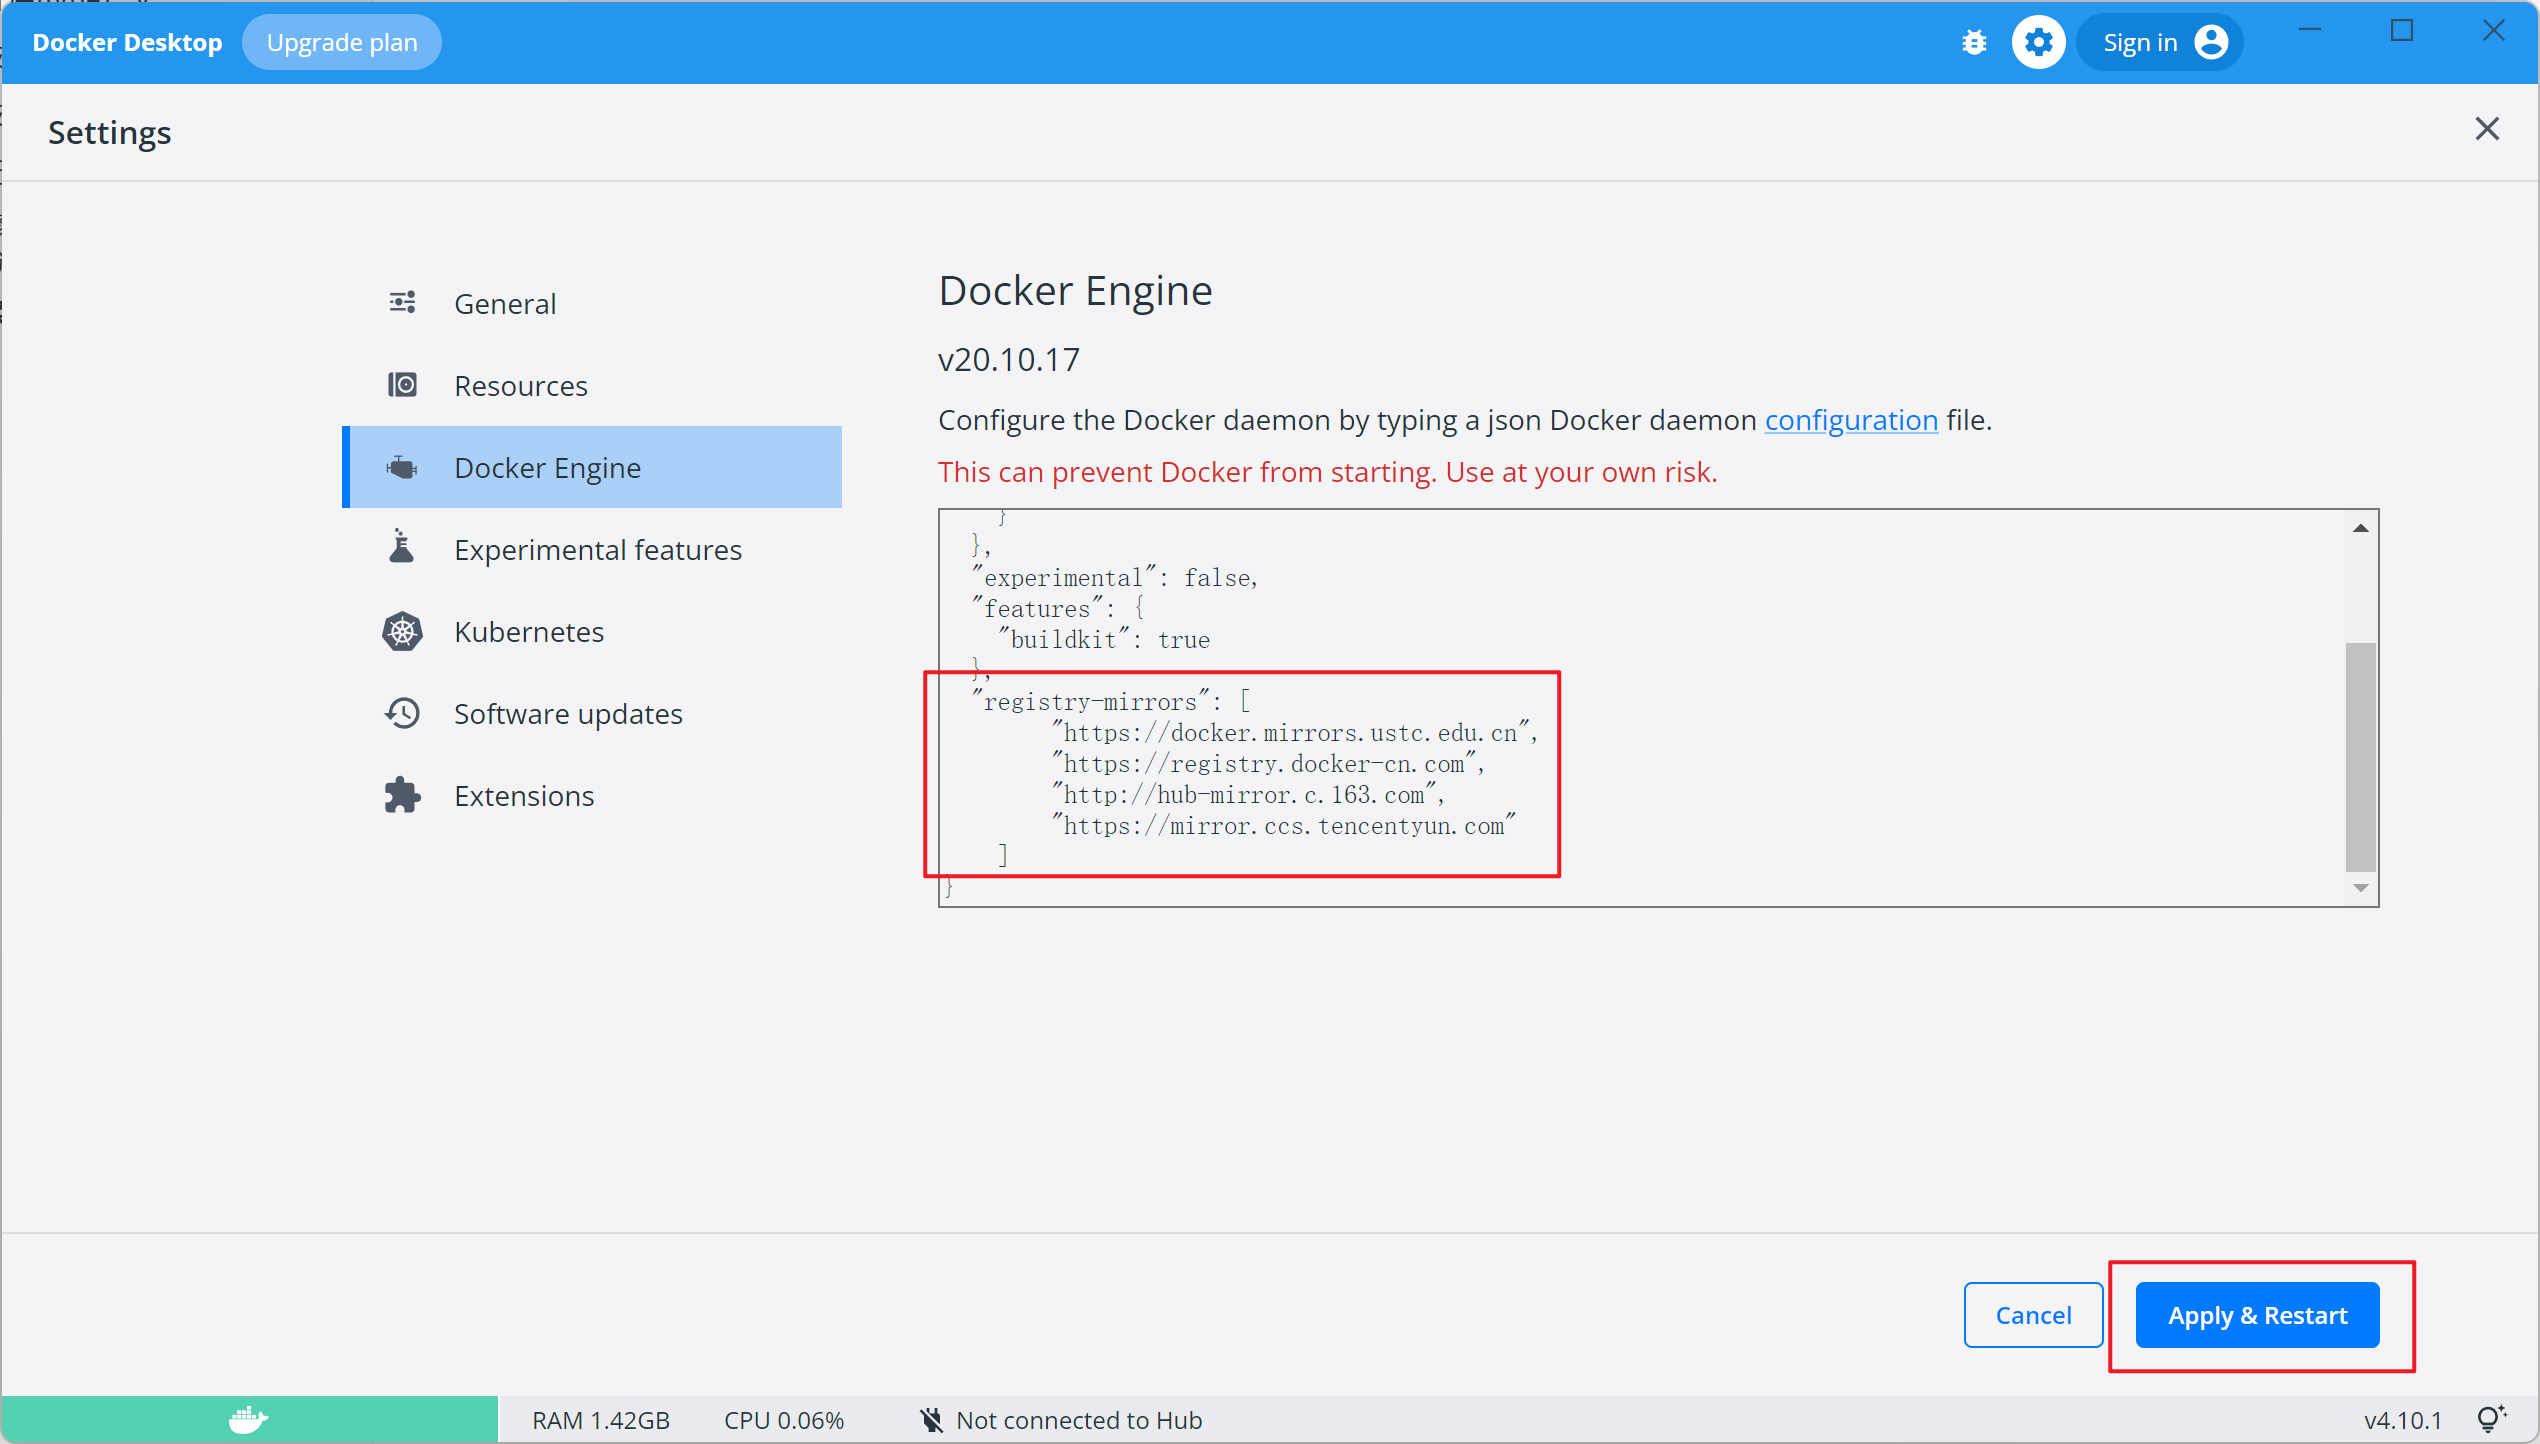 Docker Desktop
Upgrade plan
Sign in
Settings
General
Resources
Docker Engine
Experimental features
Kubernetes
Software updates
Extensions
Docker Engine
v20.10.17
Configure the Docker daemon by typing a json Docker daemon configuration file.
This can prevent Docker from starting. Use at your own risk.
}
},
"experimental": false,
"features": {
"buildkit": true
},
"registry-mirrors": [
"https://docker.mirrors.ustc.edu.cn",
"https://registry.docker-cn.com",
"http://hub-mirror.c.163.com",
"https://mirror.ccs.tencentyun.com"
]
}
Cancel
Apply & Restart
RAM 1.42GB
CPU 0.06%
Not connected to Hub
v4.10.1